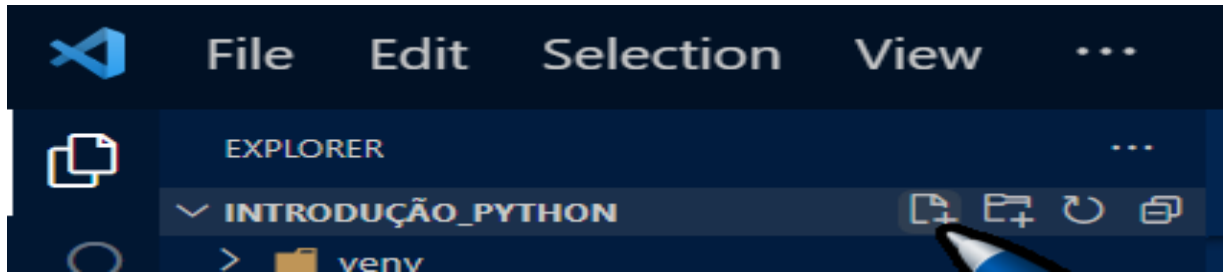 File Edit Selection View ...
EXPLORER ...
INTRODUÇÃO_PYTHON
venv